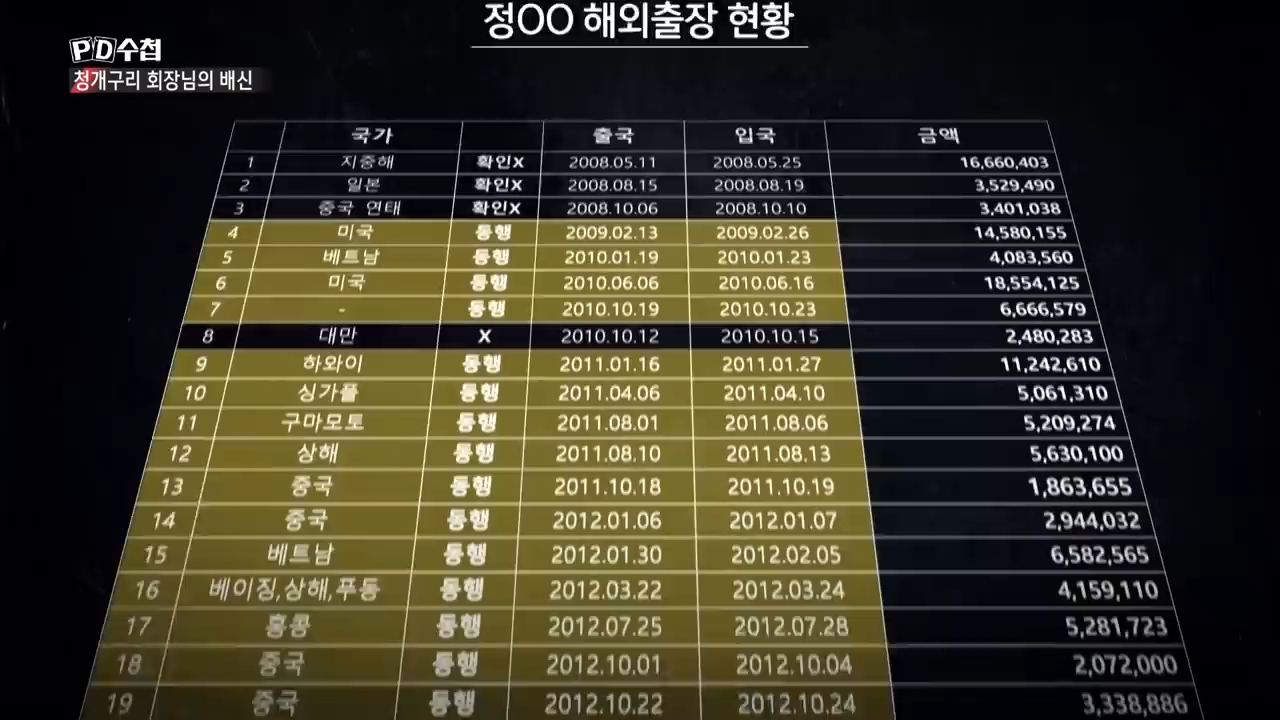 정OO 해외출장 현황
PD수첩
청개구리 회장님의 배신
국가 출국 입국 금액
1 지중해 확인X 2008.05.11 2008.05.25 16,660,403
2 일본 확인X 2008.08.15 2008.08.19 3,529,490
3 중국 연태 확인X 2008.10.06 2008.10.10 3,401,038
4 미국 동행 2009.02.13 2009.02.26 14,580,155
5 베트남 동행 2010.01.19 2010.01.23 4,083,560
6 미국 동행 2010.06.06 2010.06.16 18,554,125
7 - 동행 2010.10.19 2010.10.23 6,666,579
8 대만 X 2010.10.12 2010.10.15 2,480,283
9 하와이 동행 2011.01.16 2011.01.27 11,242,610
10 싱가폴 동행 2011.04.06 2011.04.10 5,061,310
11 구마모토 동행 2011.08.01 2011.08.06 5,209,274
12 상해 동행 2011.08.10 2011.08.13 5,630,100
13 중국 동행 2011.10.18 2011.10.19 1,863,655
14 중국 동행 2012.01.06 2012.01.07 2,944,032
15 베트남 동행 2012.01.30 2012.02.05 6,582,565
16 베이징,상해,푸동 동행 2012.03.22 2012.03.24 4,159,110
17 홍콩 동행 2012.07.25 2012.07.28 5,281,723
18 중국 동행 2012.10.01 2012.10.04 2,072,000
19 중국 동행 2012.10.22 2012.10.24 3,338,886